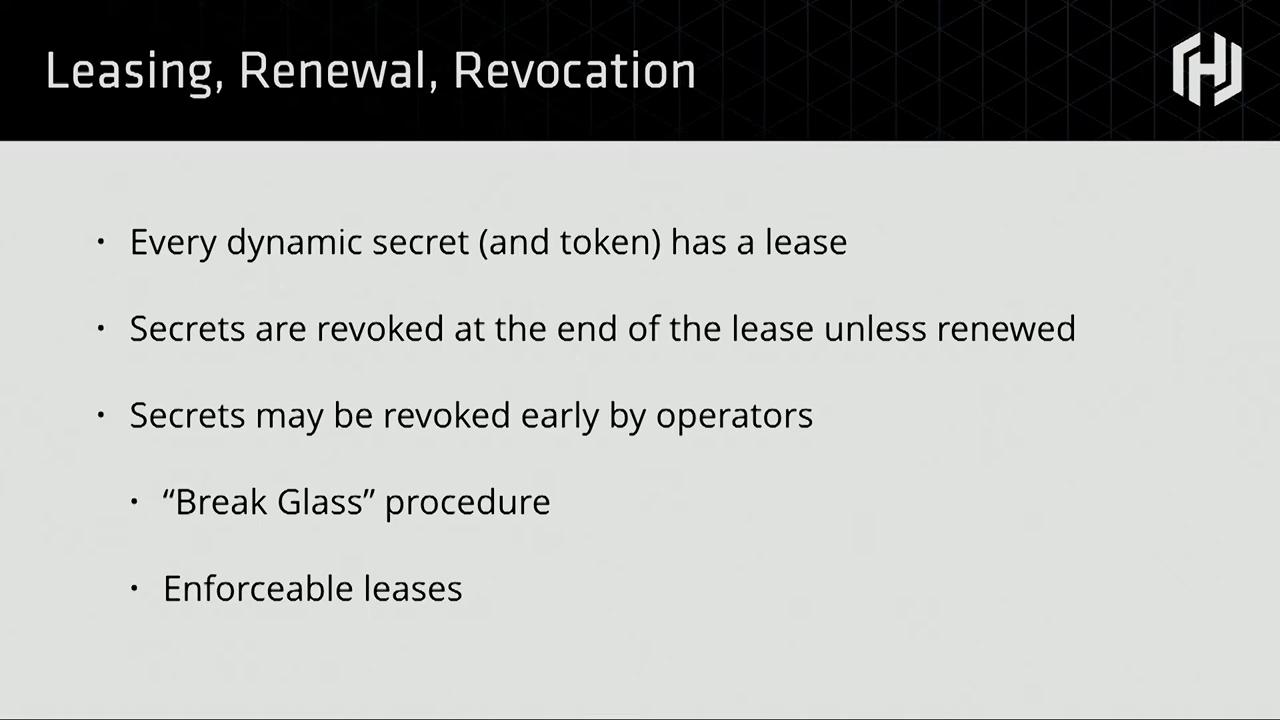 Leasing, Renewal, Revocation
• Every dynamic secret (and token) has a lease
• Secrets are revoked at the end of the lease unless renewed
• Secrets may be revoked early by operators
• “Break Glass” procedure
• Enforceable leases